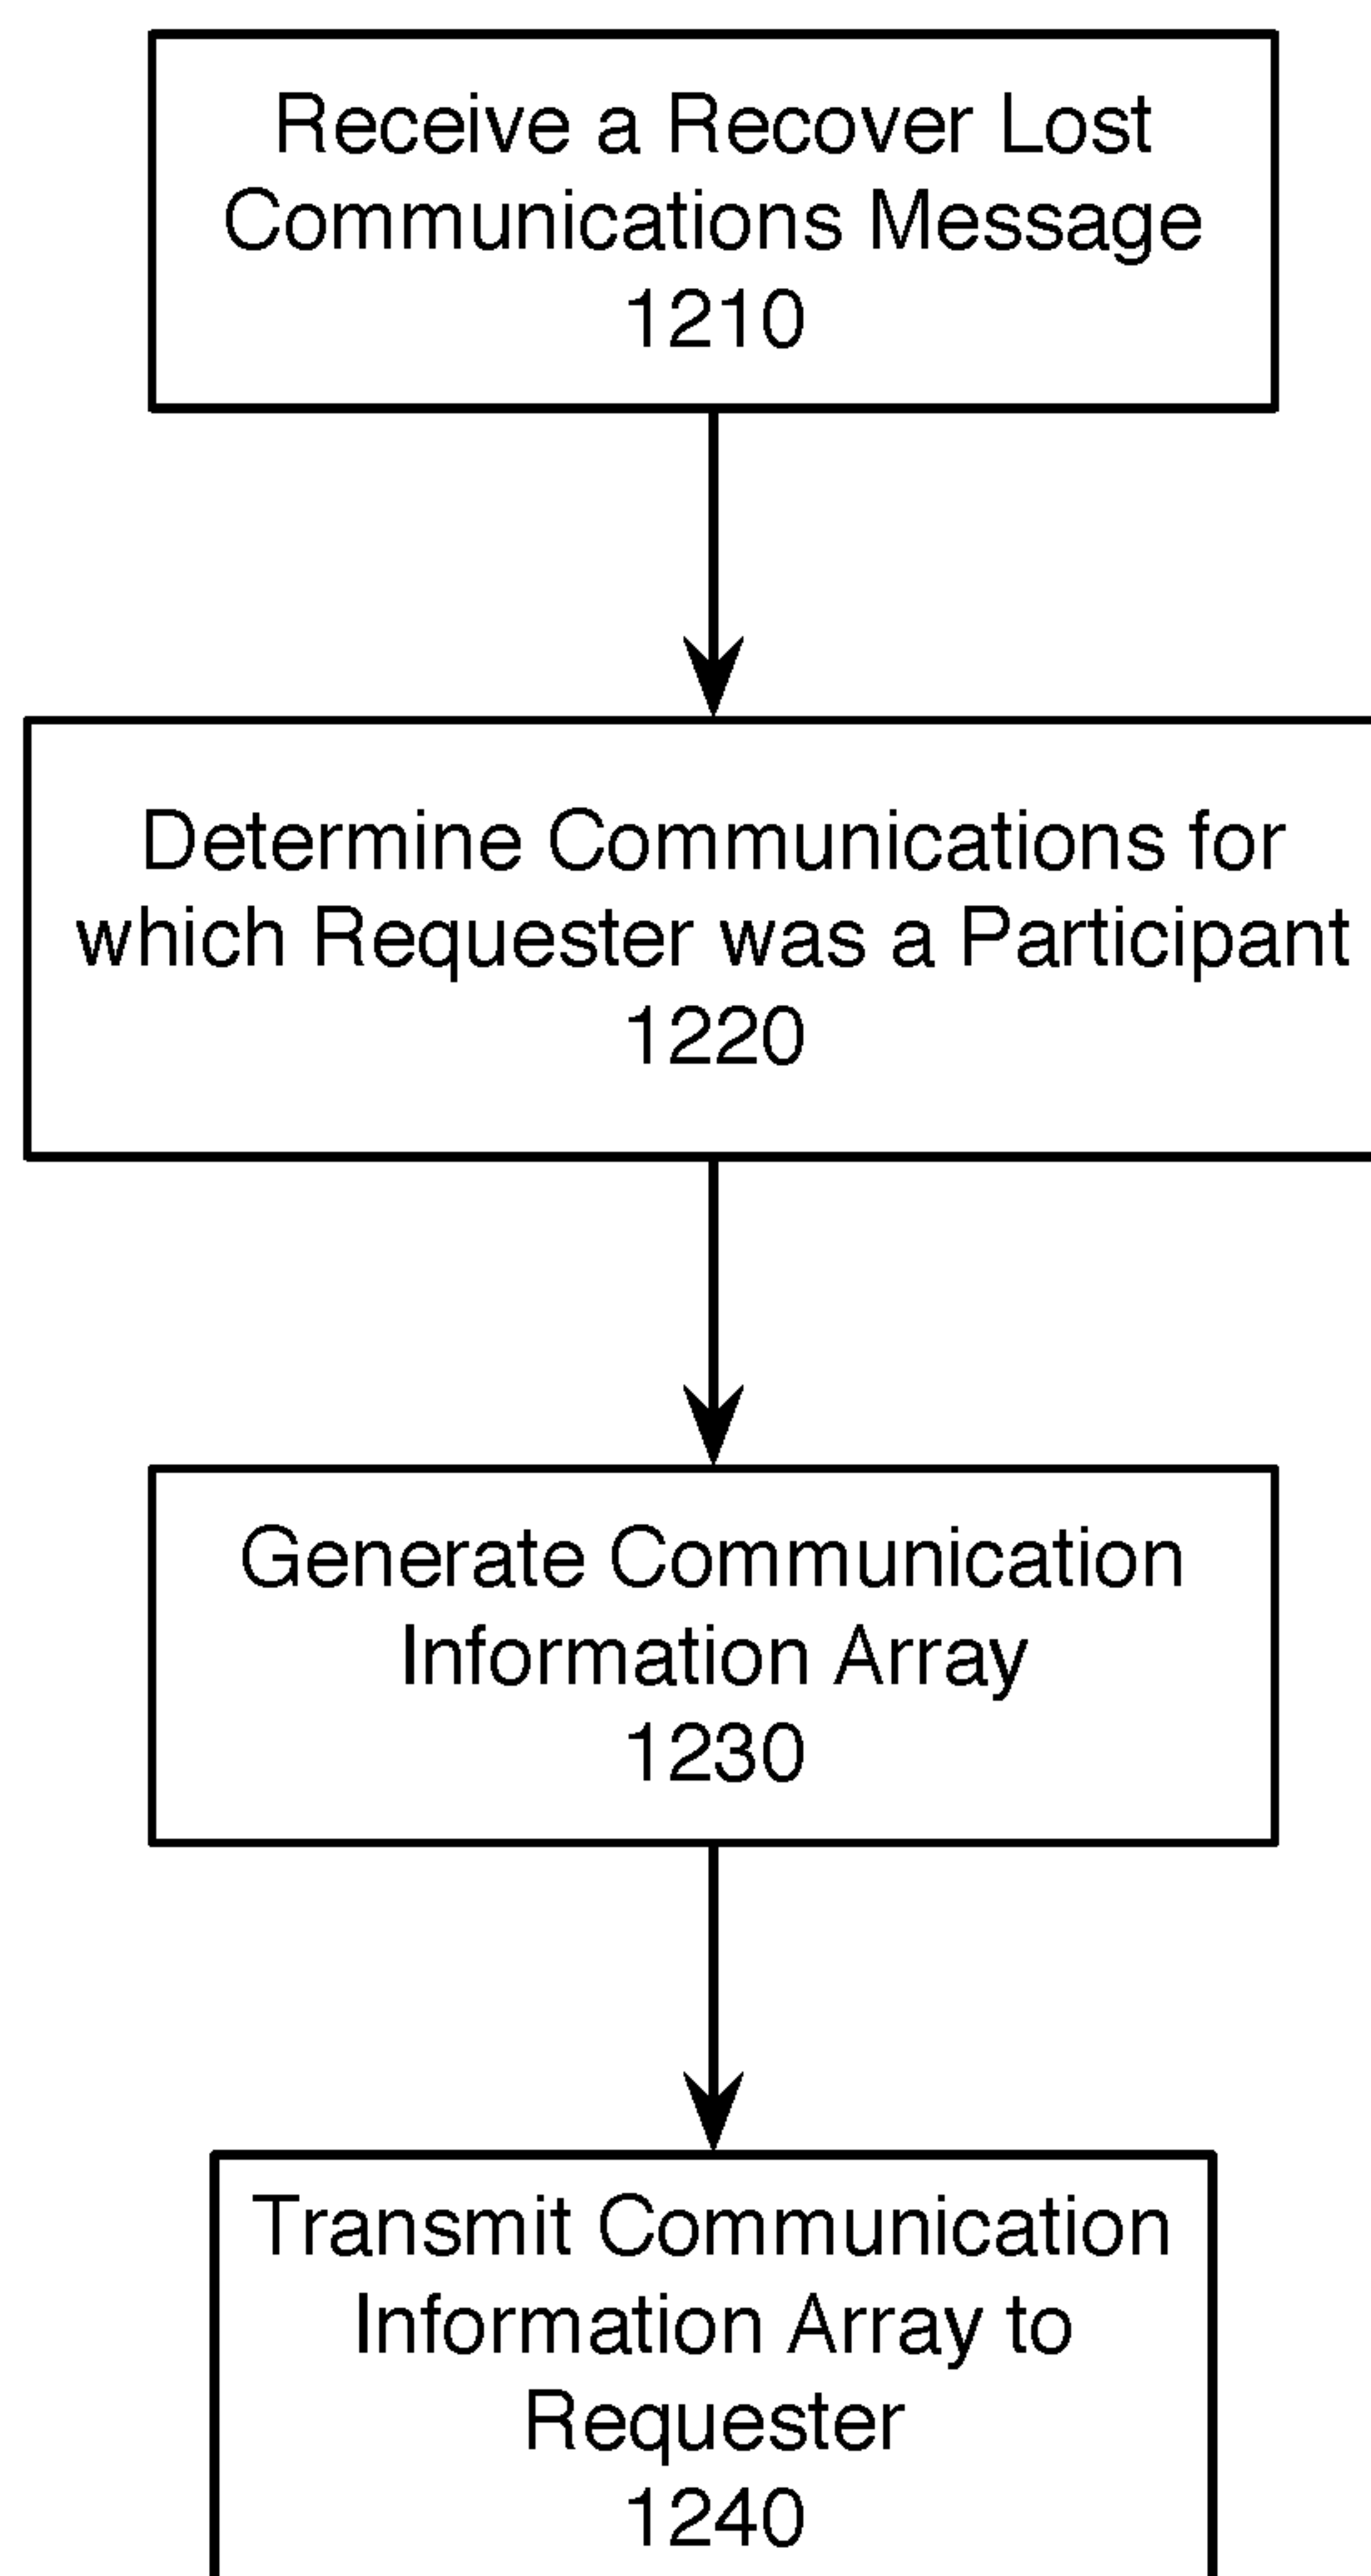 Receive a Recover Lost
Communications Message
1210
Determine Communications for
which Requester was a Participant
1220
Generate Communication
Information Array
1230
Transmit Communication
Information Array to
Requester
1240